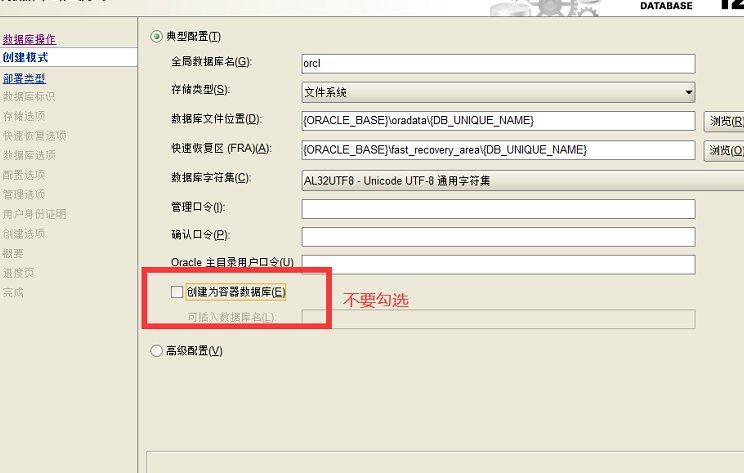 DATABASE
数据库操作
创建模式
部署类型
数据库标识
存储选项
快速恢复选项
数据库选项
配置选项
管理选项
用户身份证明
创建选项
概要
进度页
完成
典型配置(T)
全局数据库名(G): orcl
存储类型(S): 文件系统
数据库文件位置(D): {ORACLE_BASE}\oradata\{DB_UNIQUE_NAME} 浏览(R)
快速恢复区 (FRA)(A): {ORACLE_BASE}\fast_recovery_area\{DB_UNIQUE_NAME} 浏览(O)
数据库字符集(C): AL32UTF8 - Unicode UTF-8 通用字符集
管理口令(I):
确认口令(P):
Oracle 主目录用户口令(U)
创建为容器数据库(E)
不要勾选
可插入数据库名(L):
高级配置(V)